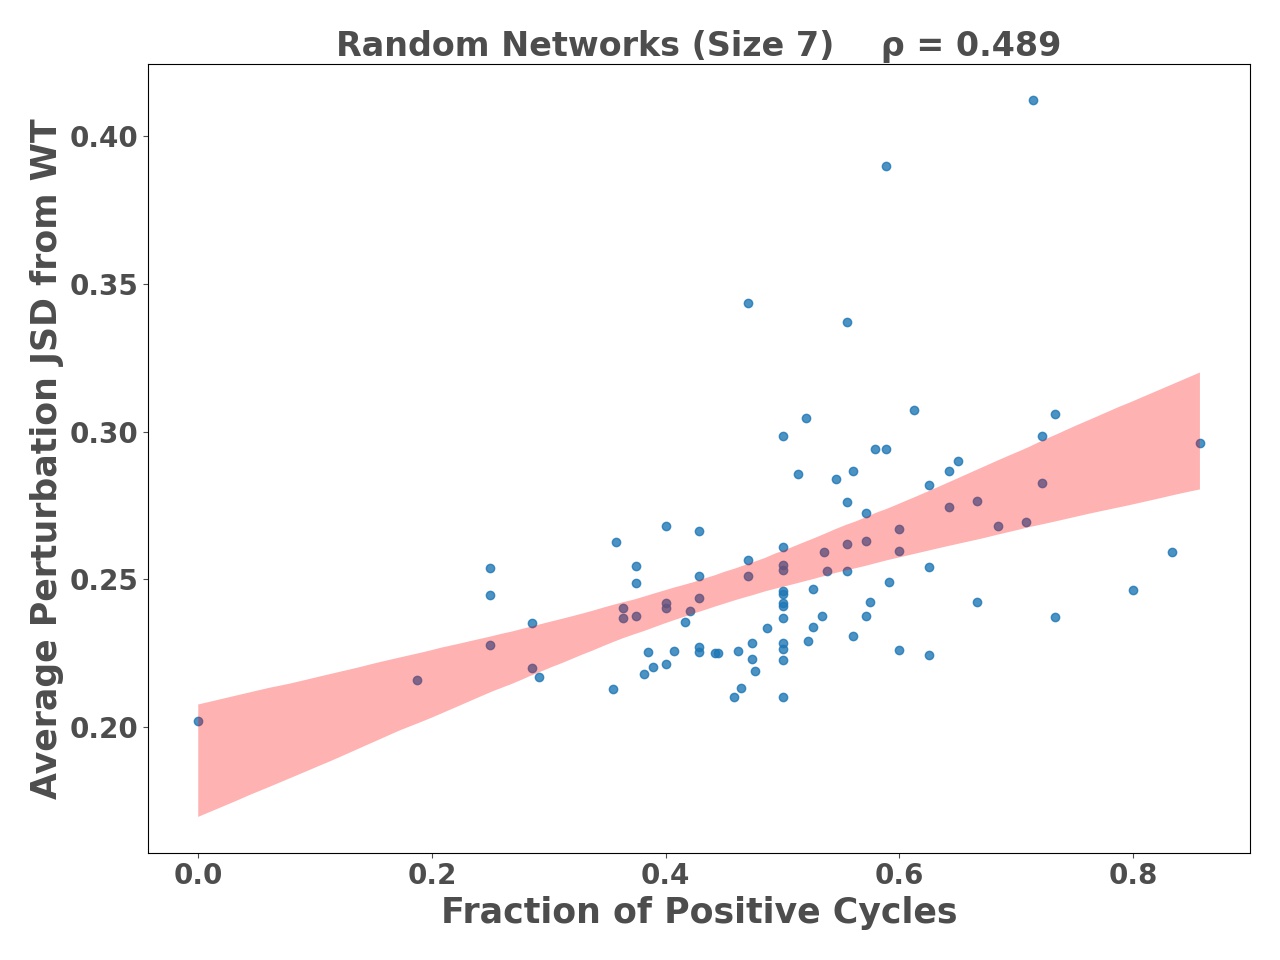 Random Networks (Size 7)    ρ = 0.489
Average Perturbation JSD from WT
0.40
0.35
0.30
0.25
0.20
0.0 0.2 0.4 0.6 0.8
Fraction of Positive Cycles